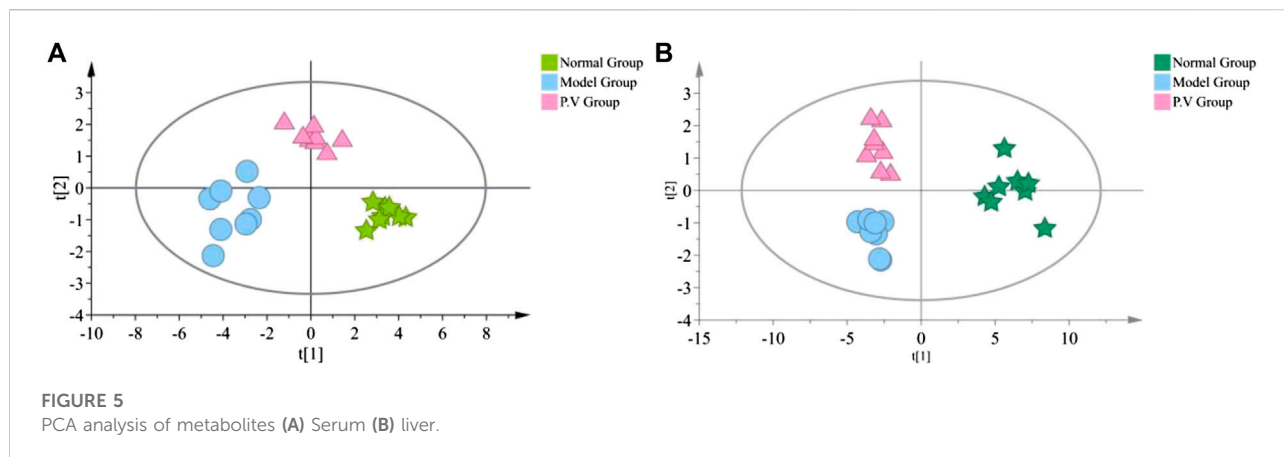 A
Normal Group
Model Group
P.V Group
3
2
1
0
-1
-2
-3
-4
t[2]
-10
-8
-6
-4
-2
0
2
4
6
8
t[1]
B
Normal Group
Model Group
P.V Group
3
2
1
0
-1
-2
-3
-4
t[2]
-15
-10
-5
0
5
10
t[1]
FIGURE 5
PCA analysis of metabolites (A) Serum (B) liver.